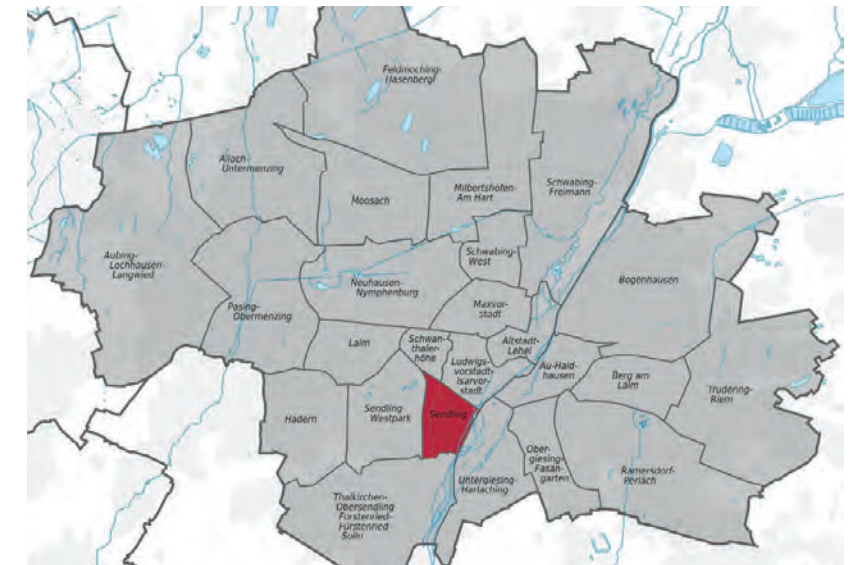 Feldmoching-
Hasenbergl
Allach-
Untermenzing
Moosach
Milbertshofen-
Am Hart
Schwabing-
Freimann
Aubing-
Lochhausen-
Langwied
Pasing-
Obermenzing
Neuhausen-
Nymphenburg
Schwabing-
West
Bogenhausen
Maxvor-
stadt
Laim
Schwan-
thaler-
höhe
Ludwigs-
vorstadt-
Isarvor-
stadt
Altstadt-
Lehel
Au-Haid-
hausen
Berg am
Laim
Trudering-
Riem
Hadern
Sendling-
Westpark
Sendling
Ober-
giesing-
Fasan-
garten
Untergiesing-
Harlaching
Ramersdorf-
Perlach
Thalkirchen-
Obersendling
Fürstenried-
Fürstenried
Solln